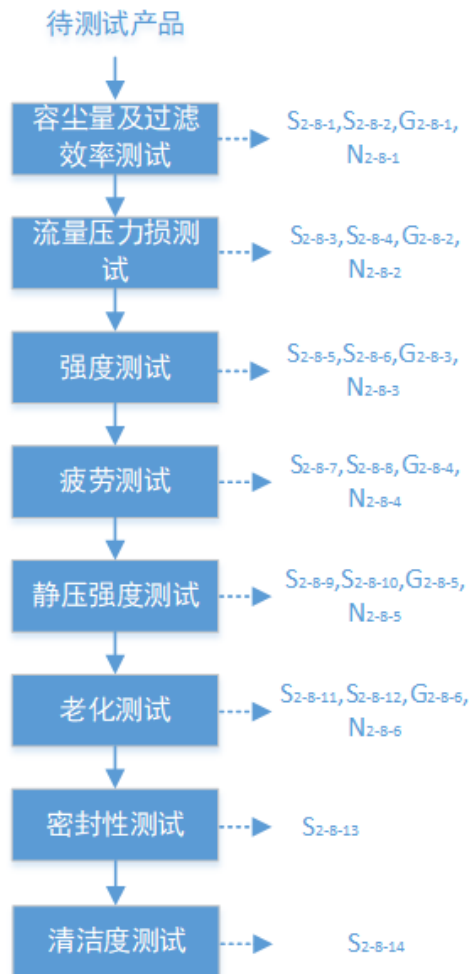 待测试产品
容尘量及过滤
效率测试
S2-8-1,S2-8-2,G2-8-1,
N2-8-1
流量压力损测
试
S2-8-3,S2-8-4,G2-8-2,
N2-8-2
强度测试
S2-8-5,S2-8-6,G2-8-3,
N2-8-3
疲劳测试
S2-8-7,S2-8-8,G2-8-4,
N2-8-4
静压强度测试
S2-8-9,S2-8-10,G2-8-5,
N2-8-5
老化测试
S2-8-11,S2-8-12,G2-8-6,
N2-8-6
密封性测试
S2-8-13
清洁度测试
S2-8-14